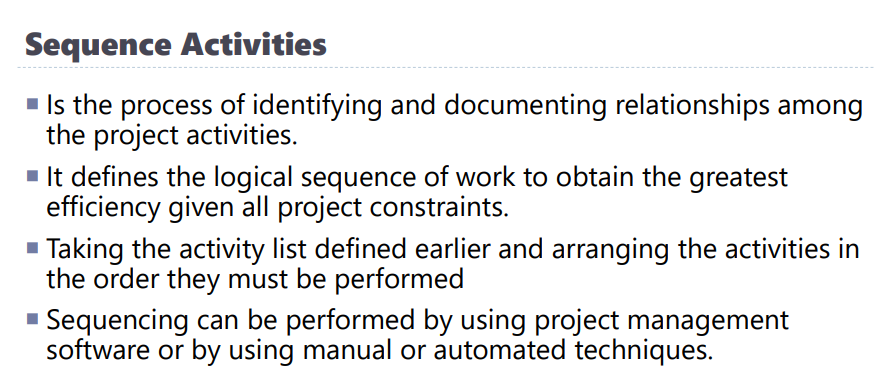 Sequence Activities
Is the process of identifying and documenting relationships among
the project activities.
It defines the logical sequence of work to obtain the greatest
efficiency given all project constraints.
Taking the activity list defined earlier and arranging the activities in
the order they must be performed
Sequencing can be performed by using project management
software or by using manual or automated techniques.